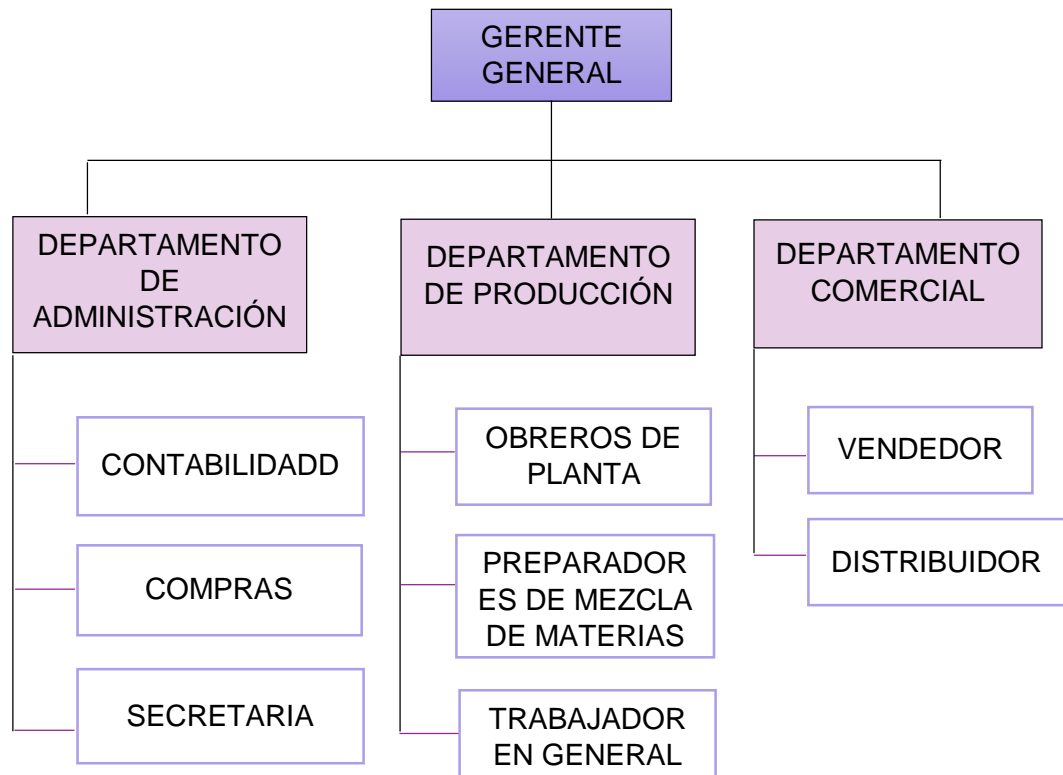 GERENTE
GENERAL
DEPARTAMENTO
DE
ADMINISTRACIÓN
DEPARTAMENTO
DE PRODUCCIÓN
DEPARTAMENTO
COMERCIAL
CONTABILIDADD
COMPRAS
SECRETARIA
OBREROS DE
PLANTA
PREPARADOR
ES DE MEZCLA
DE MATERIAS
TRABAJADOR
EN GENERAL
VENDEDOR
DISTRIBUIDOR